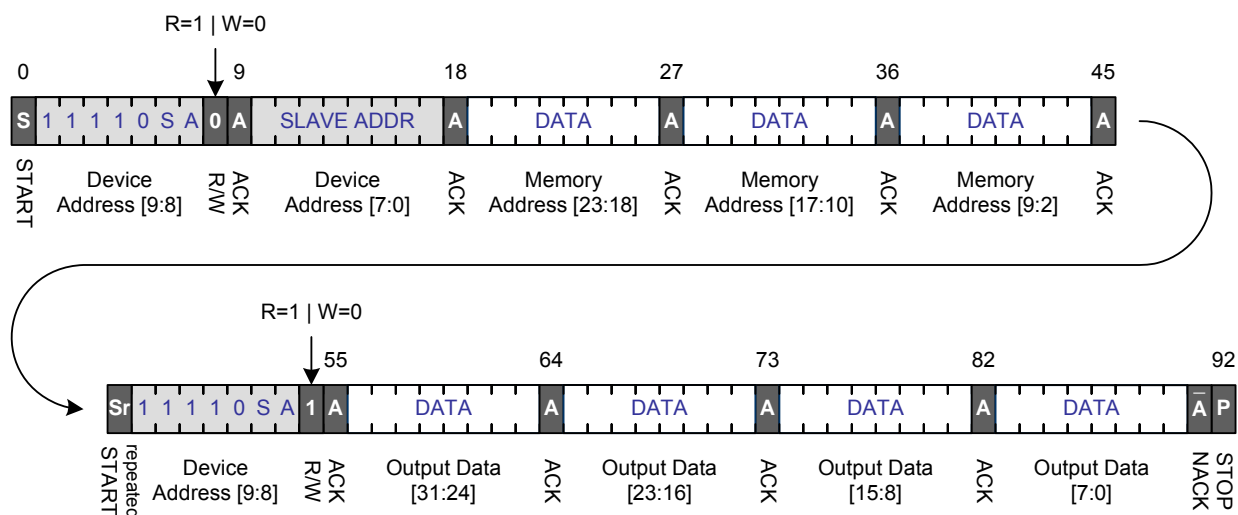 R=1 | W=0
0 9 18 27 36 45
S 1 1 1 1 0 S A 0 A SLAVE ADDR A DATA A DATA A DATA A
START
Device
Address [9:8]
R/W
ACK
Device
Address [7:0]
ACK
Memory
Address [23:18]
ACK
Memory
Address [17:10]
ACK
Memory
Address [9:2]
ACK
R=1 | W=0
55 64 73 82 92
Sr 1 1 1 1 0 S A 1 A DATA A DATA A DATA A DATA A̅ P
repeated
START
Device
Address [9:8]
R/W
ACK
Output Data
[31:24]
ACK
Output Data
[23:16]
ACK
Output Data
[15:8]
ACK
Output Data
[7:0]
NACK
STOP